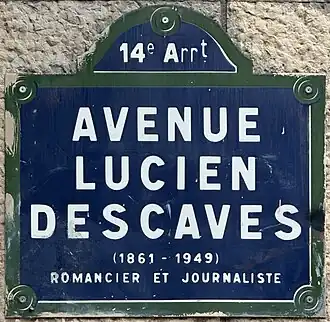 14e Arrt
AVENUE
LUCIEN
DESCAVES
(1861 - 1949)
ROMANCIER ET JOURNALISTE